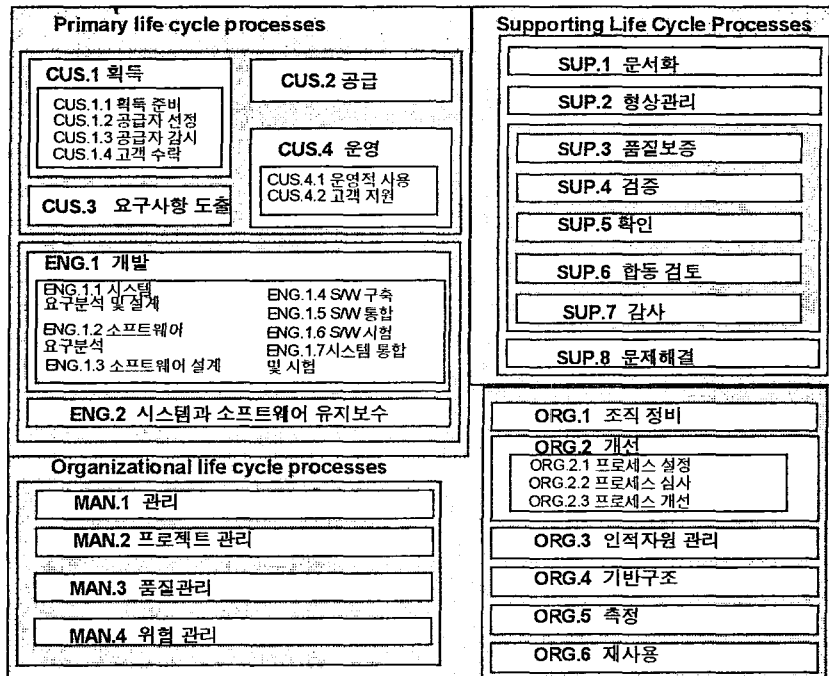 Primary life cycle processes
CUS.1 획득
CUS.1.1 획득 준비
CUS.1.2 공급자 선정
CUS.1.3 공급자 감시
CUS.1.4 고객 수락
CUS.2 공급
CUS.3 요구사항 도출
CUS.4 운영
CUS.4.1 운영적 사용
CUS.4.2 고객 지원
ENG.1 개발
ENG.1.1 시스템
요구분석 및 설계
ENG.1.2 소프트웨어
요구분석
ENG.1.3 소프트웨어 설계
ENG.1.4 S/W 구축
ENG.1.5 S/W 통합
ENG.1.6 S/W 시험
ENG.1.7시스템 통합
및 시험
ENG.2 시스템과 소프트웨어 유지보수
Supporting Life Cycle Processes
SUP.1 문서화
SUP.2 형상관리
SUP.3 품질보증
SUP.4 검증
SUP.5 확인
SUP.6 합동 검토
SUP.7 감사
SUP.8 문제해결
Organizational life cycle processes
MAN.1 관리
MAN.2 프로젝트 관리
MAN.3 품질관리
MAN.4 위험 관리
ORG.1 조직 정비
ORG.2 개선
ORG.2.1 프로세스 설정
ORG.2.2 프로세스 심사
ORG.2.3 프로세스 개선
ORG.3 인적자원 관리
ORG.4 기반구조
ORG.5 측정
ORG.6 재사용